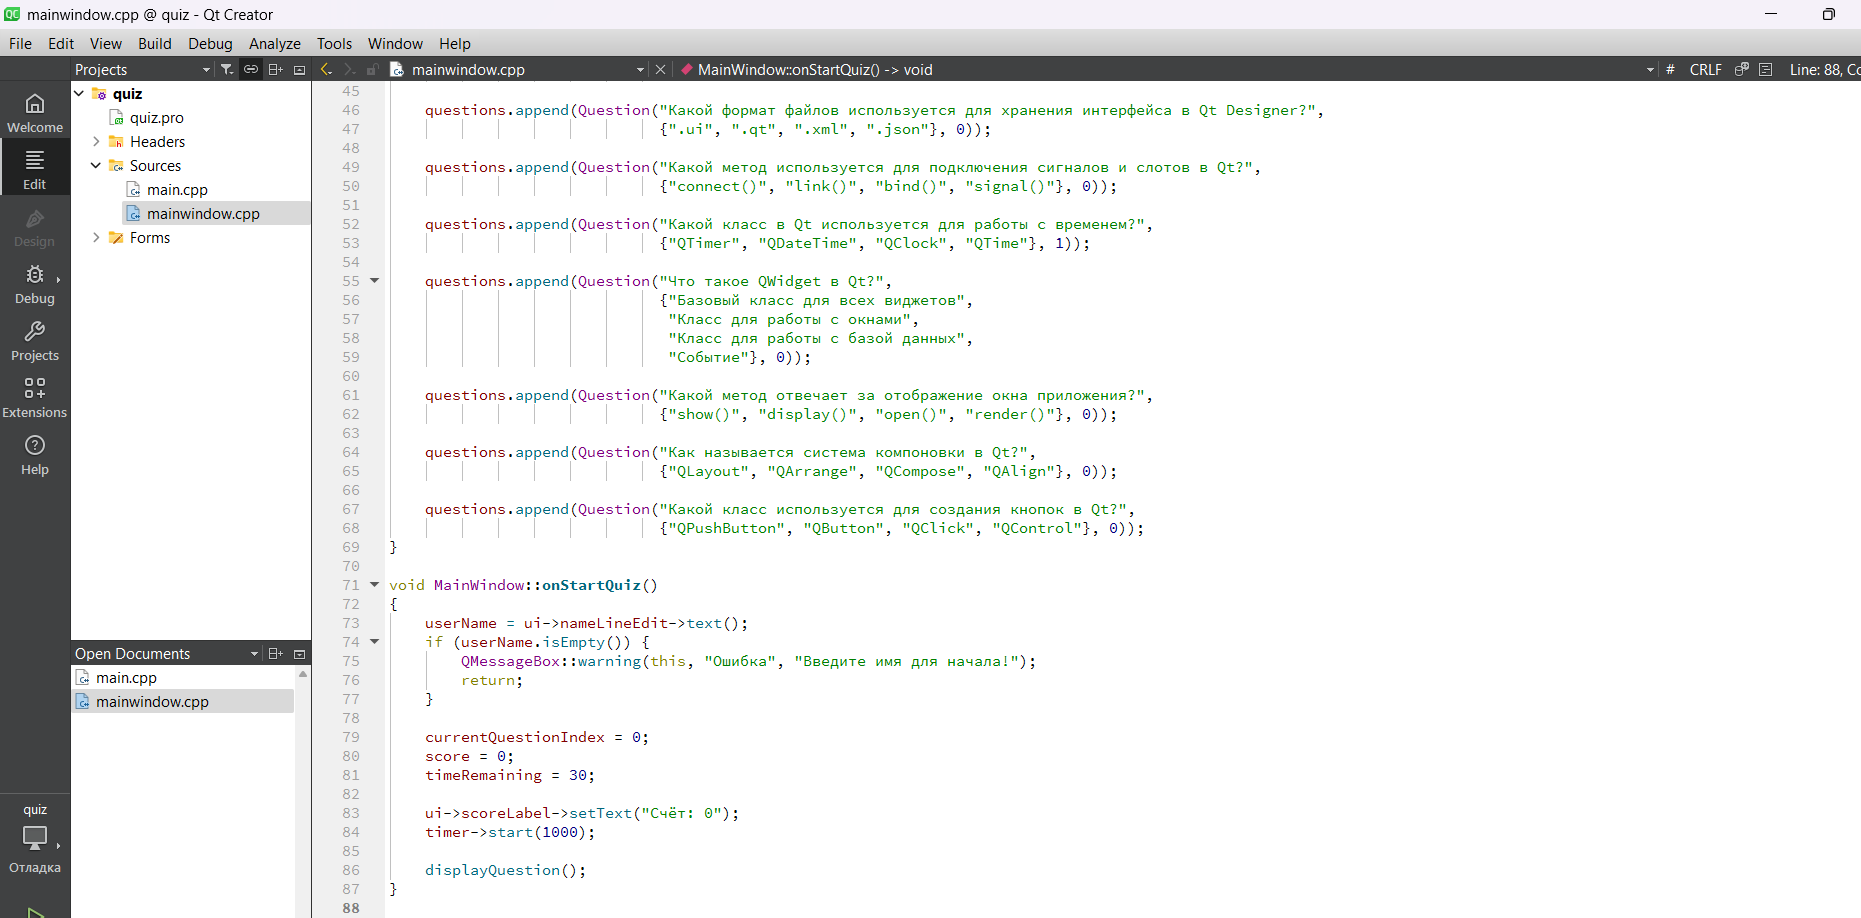 mainwindow.cpp @ quiz - Qt Creator
File Edit View Build Debug Analyze Tools Window Help
Projects
mainwindow.cpp
MainWindow::onStartQuiz() -> void
# CRLF
Line: 88,
Welcome
Edit
Design
Debug
Projects
Extensions
Help
quiz
Отладка
quiz
quiz.pro
Headers
Sources
main.cpp
mainwindow.cpp
Forms
Open Documents
main.cpp
mainwindow.cpp
45
46 questions.append(Question("Какой формат файлов используется для хранения интерфейса в Qt Designer?",
47 {".ui", ".qt", ".xml", ".json"}, 0));
48
49 questions.append(Question("Какой метод используется для подключения сигналов и слотов в Qt?",
50 {"connect()", "link()", "bind()", "signal()"}, 0));
51
52 questions.append(Question("Какой класс в Qt используется для работы с временем?",
53 {"QTimer", "QDateTime", "QClock", "QTime"}, 1));
54
55 questions.append(Question("Что такое QWidget в Qt?",
56 {"Базовый класс для всех виджетов",
57 "Класс для работы с окнами",
58 "Класс для работы с базой данных",
59 "Событие"}, 0));
60
61 questions.append(Question("Какой метод отвечает за отображение окна приложения?",
62 {"show()", "display()", "open()", "render()"}, 0));
63
64 questions.append(Question("Как называется система компоновки в Qt?",
65 {"QLayout", "QArrange", "QCompose", "QAlign"}, 0));
66
67 questions.append(Question("Какой класс используется для создания кнопок в Qt?",
68 {"QPushButton", "QButton", "QClick", "QControl"}, 0));
69 }
70
71 void MainWindow::onStartQuiz()
72 {
73 userName = ui->nameLineEdit->text();
74 if (userName.isEmpty()) {
75 QMessageBox::warning(this, "Ошибка", "Введите имя для начала!");
76 return;
77 }
78
79 currentQuestionIndex = 0;
80 score = 0;
81 timeRemaining = 30;
82
83 ui->scoreLabel->setText("Счёт: 0");
84 timer->start(1000);
85
86 displayQuestion();
87 }
88